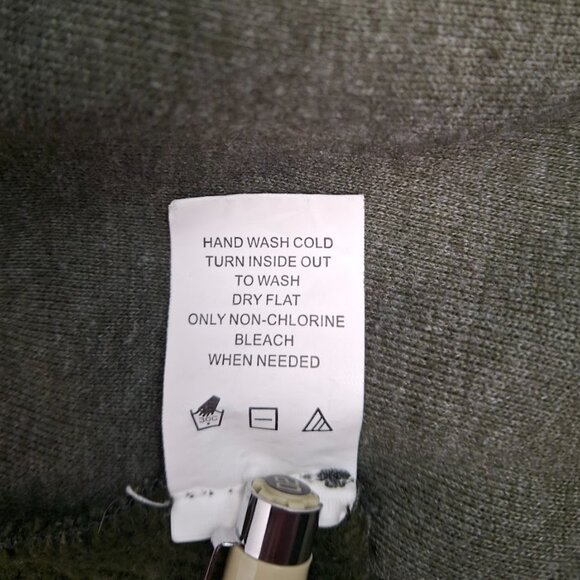 HAND WASH COLD
TURN INSIDE OUT
TO WASH
DRY FLAT
ONLY NON-CHLORINE
BLEACH
WHEN NEEDED